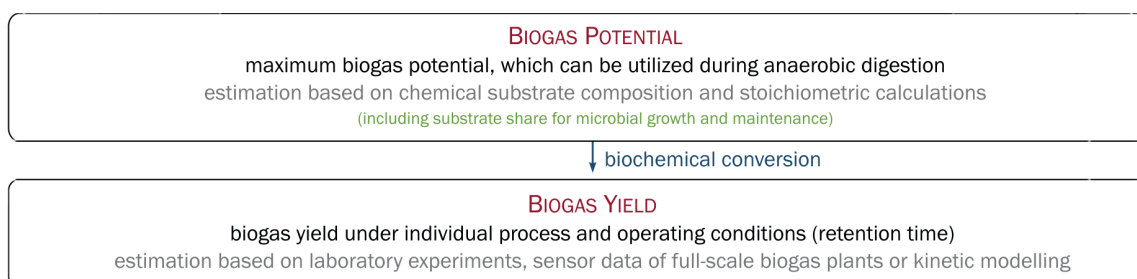 BIOGAS POTENTIAL
maximum biogas potential, which can be utilized during anaerobic digestion
estimation based on chemical substrate composition and stoichiometric calculations
(including substrate share for microbial growth and maintenance)
biochemical conversion
BIOGAS YIELD
biogas yield under individual process and operating conditions (retention time)
estimation based on laboratory experiments, sensor data of full-scale biogas plants or kinetic modelling